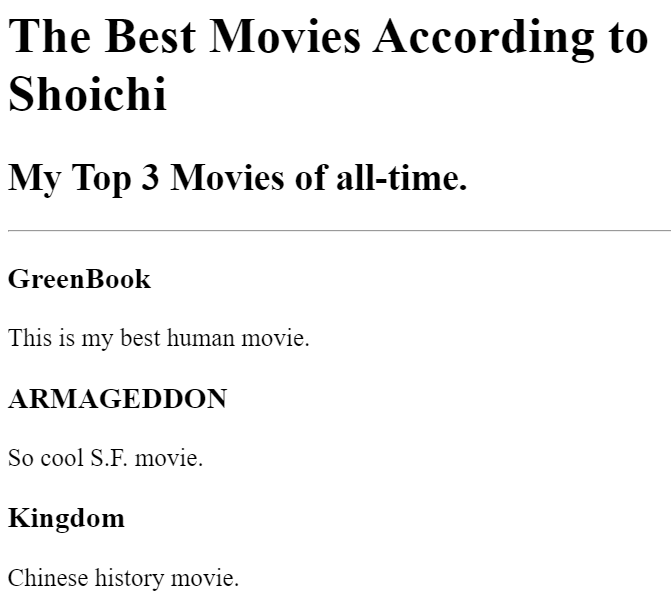 The Best Movies According to
Shoichi
My Top 3 Movies of all-time.
GreenBook
This is my best human movie.
ARMAGEDDON
So cool S.F. movie.
Kingdom
Chinese history movie.